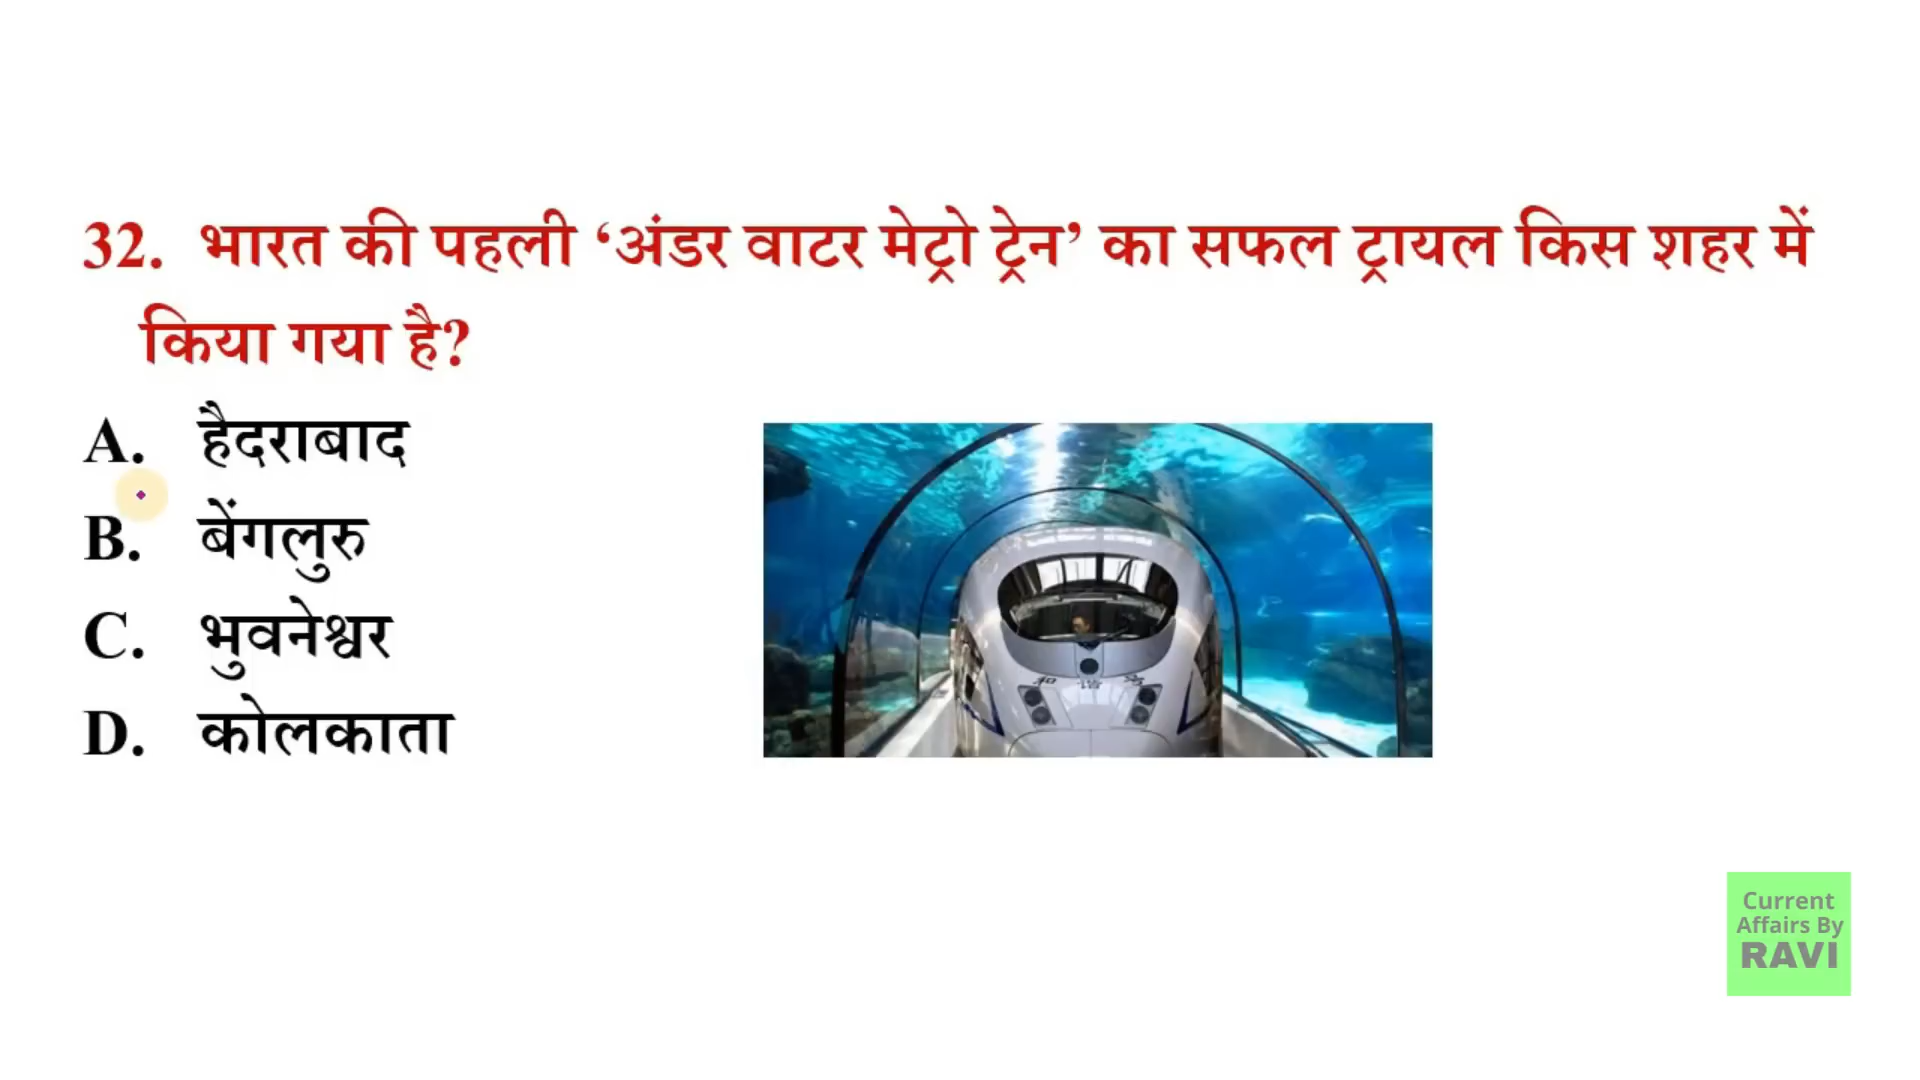 32. भारत की पहली ‘अंडर वाटर मेट्रो ट्रेन’ का सफल ट्रायल किस शहर में
किया गया है?
A. हैदराबाद
B. बेंगलुरु
C. भुवनेश्वर
D. कोलकाता
Current
Affairs By
RAVI